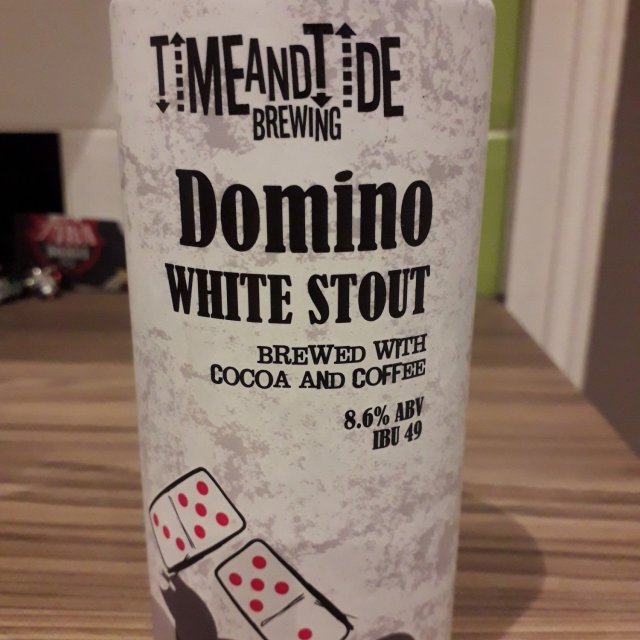 TIMEANDTIDE
BREWING
Domino
WHITE STOUT
BREWED WITH
COCOA AND COFFEE
8.6% ABV
IBU 49